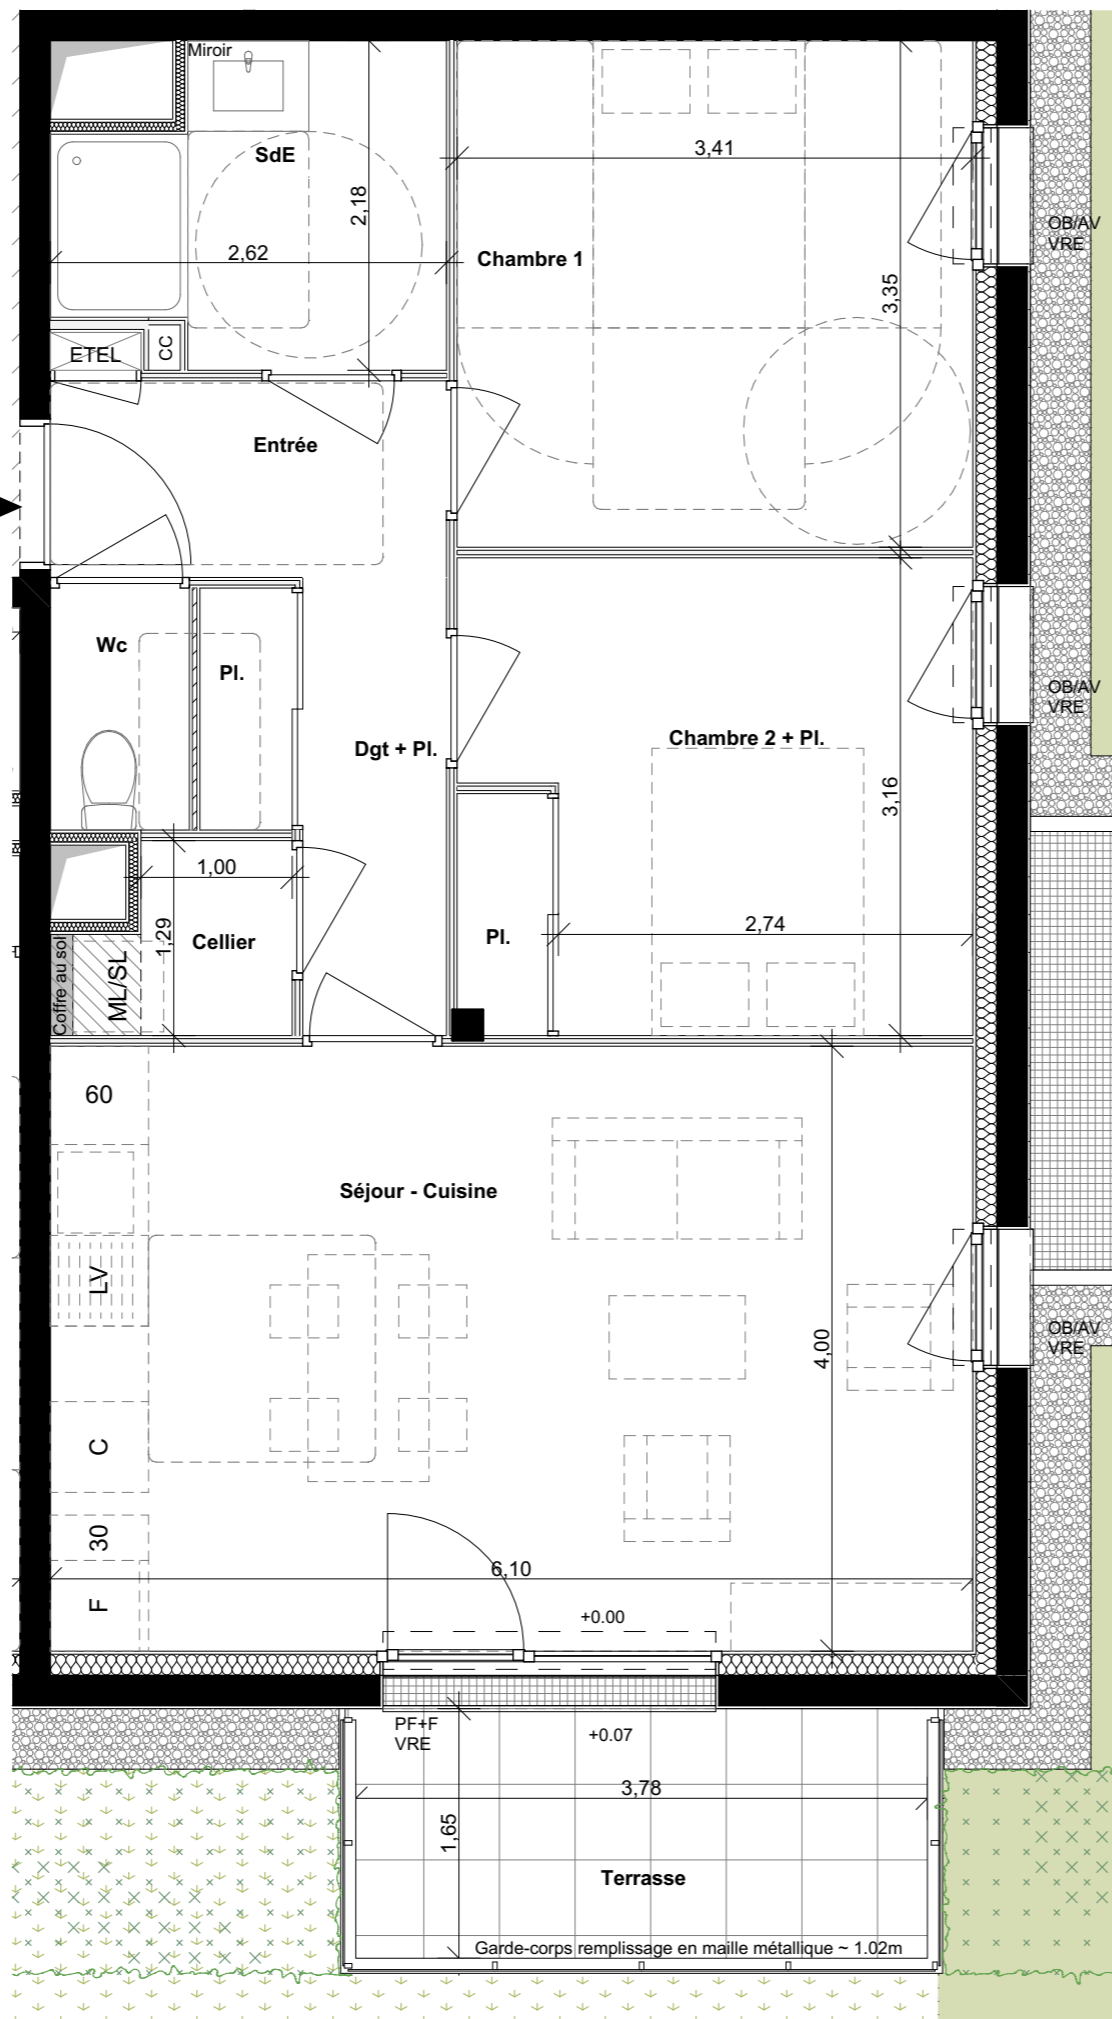 Miroir
SdE
2,18
3,41
2,62
Chambre 1
OB/AV
VRE
3,35
ETEL
CC
Entrée
Wc
Pl.
OB/AV
VRE
Dgt + Pl.
Chambre 2 + Pl.
3,16
1,00
1,29
Cellier
Pl.
2,74
Coffre au sol
ML/SL
60
Séjour - Cuisine
LV
OB/AV
VRE
4,00
C
30
6,10
F
+0.00
PF+F
VRE
+0.07
3,78
1,65
Terrasse
Garde-corps remplissage en maille métallique ~ 1.02m